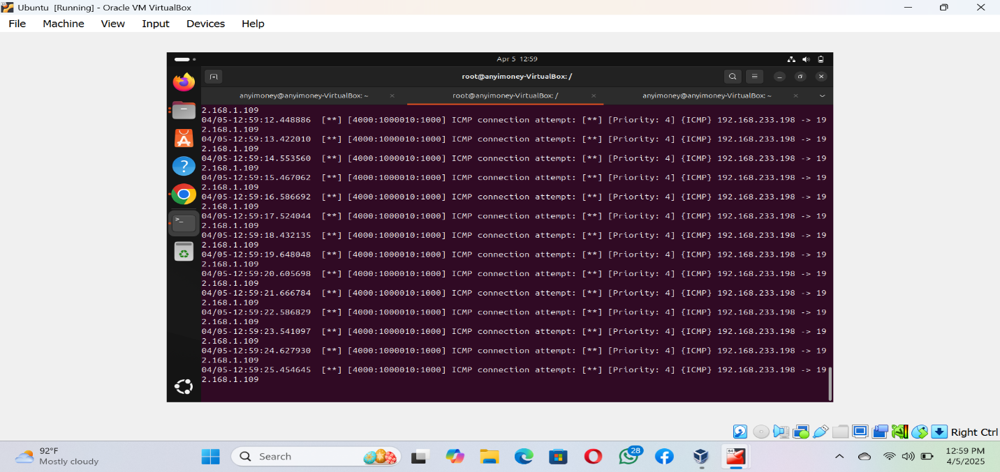 Ubuntu [Running] - Oracle VM VirtualBox
File Machine View Input Devices Help
Apr 5 12:59
root@anyimoney-VirtualBox: /
anyimoney@anyimoney-VirtualBox: ~
root@anyimoney-VirtualBox: /
anyimoney@anyimoney-VirtualBox: ~
2.168.1.109
04/05-12:59:12.448886 [**] [4000:1000010:1000] ICMP connection attempt: [**] [Priority: 4] {ICMP} 192.168.233.198 -> 19
2.168.1.109
04/05-12:59:13.422010 [**] [4000:1000010:1000] ICMP connection attempt: [**] [Priority: 4] {ICMP} 192.168.233.198 -> 19
2.168.1.109
04/05-12:59:14.553560 [**] [4000:1000010:1000] ICMP connection attempt: [**] [Priority: 4] {ICMP} 192.168.233.198 -> 19
2.168.1.109
04/05-12:59:15.467062 [**] [4000:1000010:1000] ICMP connection attempt: [**] [Priority: 4] {ICMP} 192.168.233.198 -> 19
2.168.1.109
04/05-12:59:16.586692 [**] [4000:1000010:1000] ICMP connection attempt: [**] [Priority: 4] {ICMP} 192.168.233.198 -> 19
2.168.1.109
04/05-12:59:17.524044 [**] [4000:1000010:1000] ICMP connection attempt: [**] [Priority: 4] {ICMP} 192.168.233.198 -> 19
2.168.1.109
04/05-12:59:18.432135 [**] [4000:1000010:1000] ICMP connection attempt: [**] [Priority: 4] {ICMP} 192.168.233.198 -> 19
2.168.1.109
04/05-12:59:19.648048 [**] [4000:1000010:1000] ICMP connection attempt: [**] [Priority: 4] {ICMP} 192.168.233.198 -> 19
2.168.1.109
04/05-12:59:20.605698 [**] [4000:1000010:1000] ICMP connection attempt: [**] [Priority: 4] {ICMP} 192.168.233.198 -> 19
2.168.1.109
04/05-12:59:21.666784 [**] [4000:1000010:1000] ICMP connection attempt: [**] [Priority: 4] {ICMP} 192.168.233.198 -> 19
2.168.1.109
04/05-12:59:22.586829 [**] [4000:1000010:1000] ICMP connection attempt: [**] [Priority: 4] {ICMP} 192.168.233.198 -> 19
2.168.1.109
04/05-12:59:23.541097 [**] [4000:1000010:1000] ICMP connection attempt: [**] [Priority: 4] {ICMP} 192.168.233.198 -> 19
2.168.1.109
04/05-12:59:24.627930 [**] [4000:1000010:1000] ICMP connection attempt: [**] [Priority: 4] {ICMP} 192.168.233.198 -> 19
2.168.1.109
04/05-12:59:25.454645 [**] [4000:1000010:1000] ICMP connection attempt: [**] [Priority: 4] {ICMP} 192.168.233.198 -> 19
2.168.1.109
Right Ctrl
92°F
Mostly cloudy
Search
28
64
12:59 PM
4/5/2025